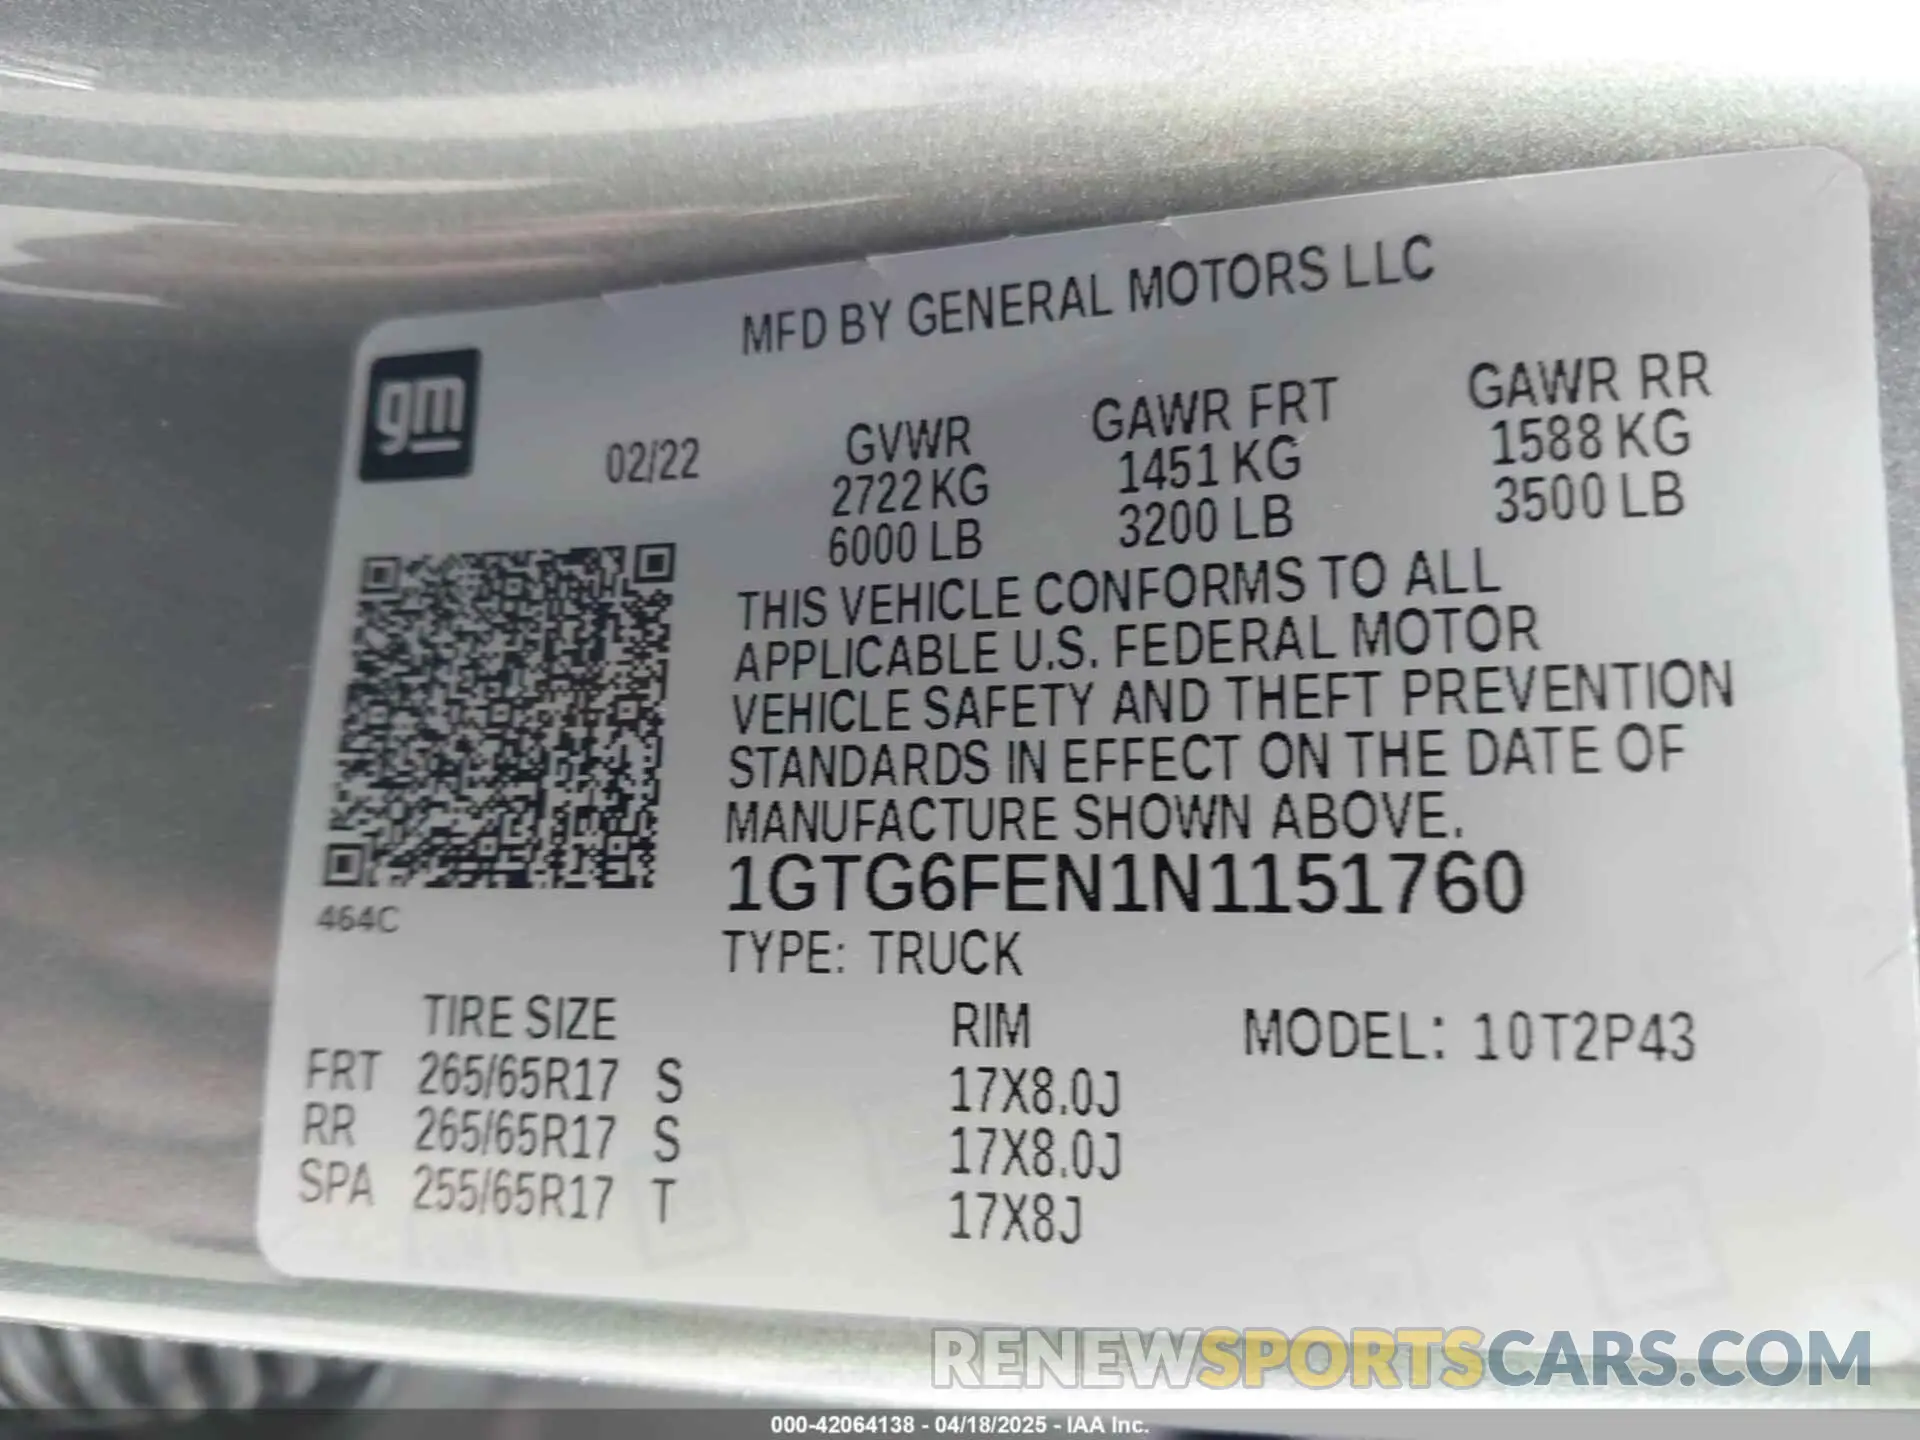 MFD BY GENERAL MOTORS LLC
gm
02/22 GVWR GAWR FRT GAWR RR
2722 KG 1451 KG 1588 KG
6000 LB 3200 LB 3500 LB
THIS VEHICLE CONFORMS TO ALL
APPLICABLE U.S. FEDERAL MOTOR
VEHICLE SAFETY AND THEFT PREVENTION
STANDARDS IN EFFECT ON THE DATE OF
MANUFACTURE SHOWN ABOVE.
1GTG6FEN1N1151760
464C
TYPE: TRUCK
TIRE SIZE RIM MODEL: 10T2P43
FRT 265/65R17 S 17X8.0J
RR 265/65R17 S 17X8.0J
SPA 255/65R17 T 17X8J
RENEWSPORTSCARS.COM
000-42064138 - 04/18/2025 - IAA Inc.